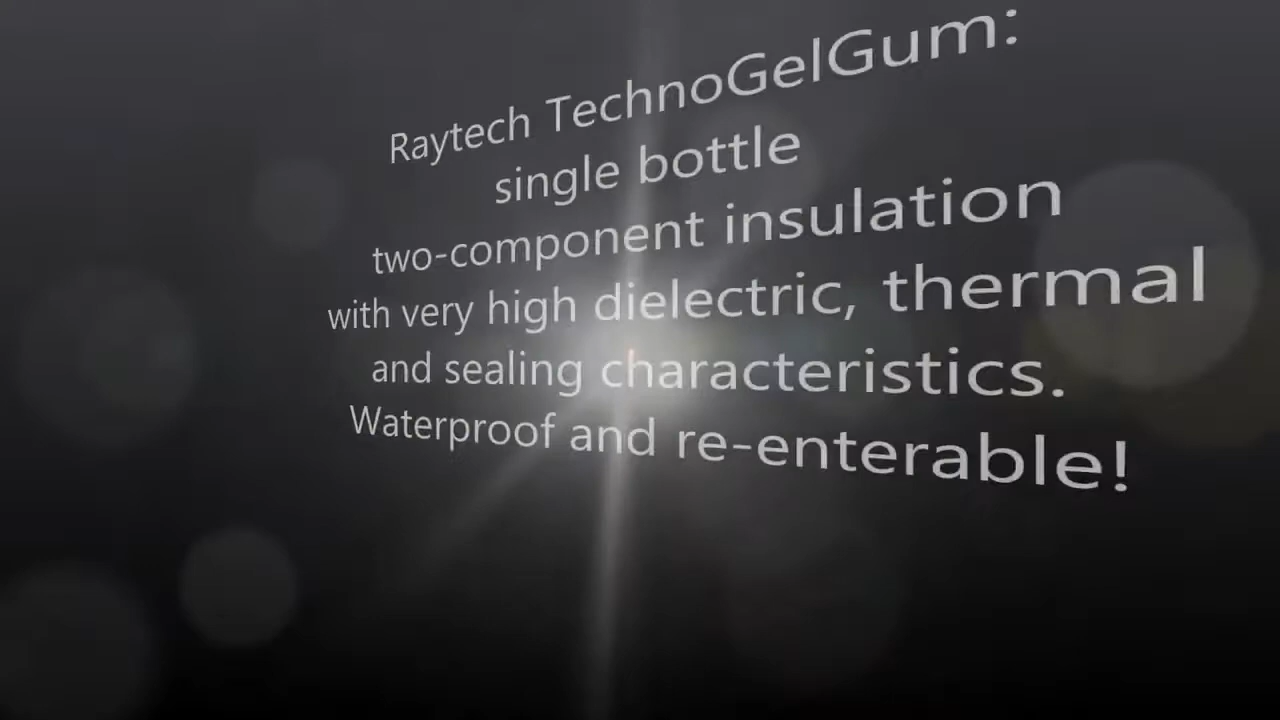 Raytech TechnoGelGum:
single bottle
two-component insulation
with very high dielectric, thermal
and sealing characteristics.
Waterproof and re-enterable!